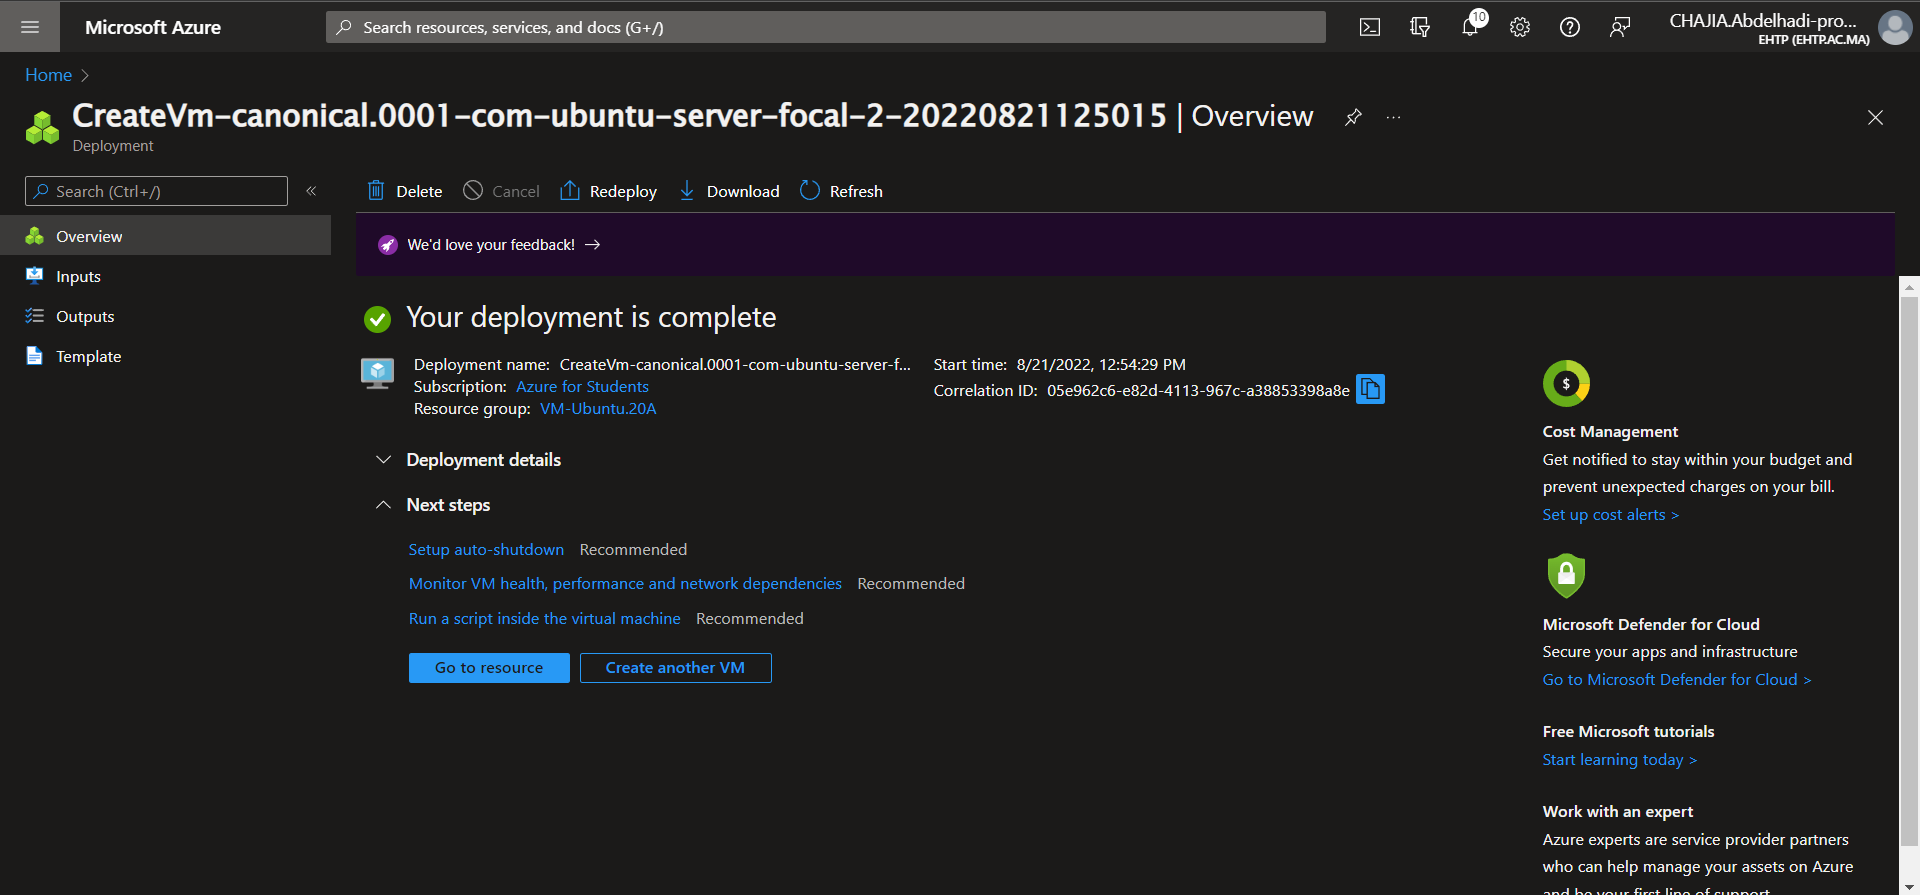 Microsoft Azure
Search resources, services, and docs (G+/)
10
CHAJIA.Abdelhadi-pro...
EHTP (EHTP.AC.MA)
Home
CreateVm-canonical.0001-com-ubuntu-server-focal-2-20220821125015 | Overview
...
Deployment
Search (Ctrl+/)
«
Delete
Cancel
Redeploy
Download
Refresh
Overview
Inputs
Outputs
Template
We'd love your feedback! →
Your deployment is complete
Deployment name: CreateVm-canonical.0001-com-ubuntu-server-f...
Subscription: Azure for Students
Resource group: VM-Ubuntu.20A
Start time: 8/21/2022, 12:54:29 PM
Correlation ID: 05e962c6-e82d-4113-967c-a38853398a8e
Deployment details
Next steps
Setup auto-shutdown Recommended
Monitor VM health, performance and network dependencies Recommended
Run a script inside the virtual machine Recommended
Go to resource
Create another VM
$
Cost Management
Get notified to stay within your budget and
prevent unexpected charges on your bill.
Set up cost alerts >
Microsoft Defender for Cloud
Secure your apps and infrastructure
Go to Microsoft Defender for Cloud >
Free Microsoft tutorials
Start learning today >
Work with an expert
Azure experts are service provider partners
who can help manage your assets on Azure
and be your first line of support.